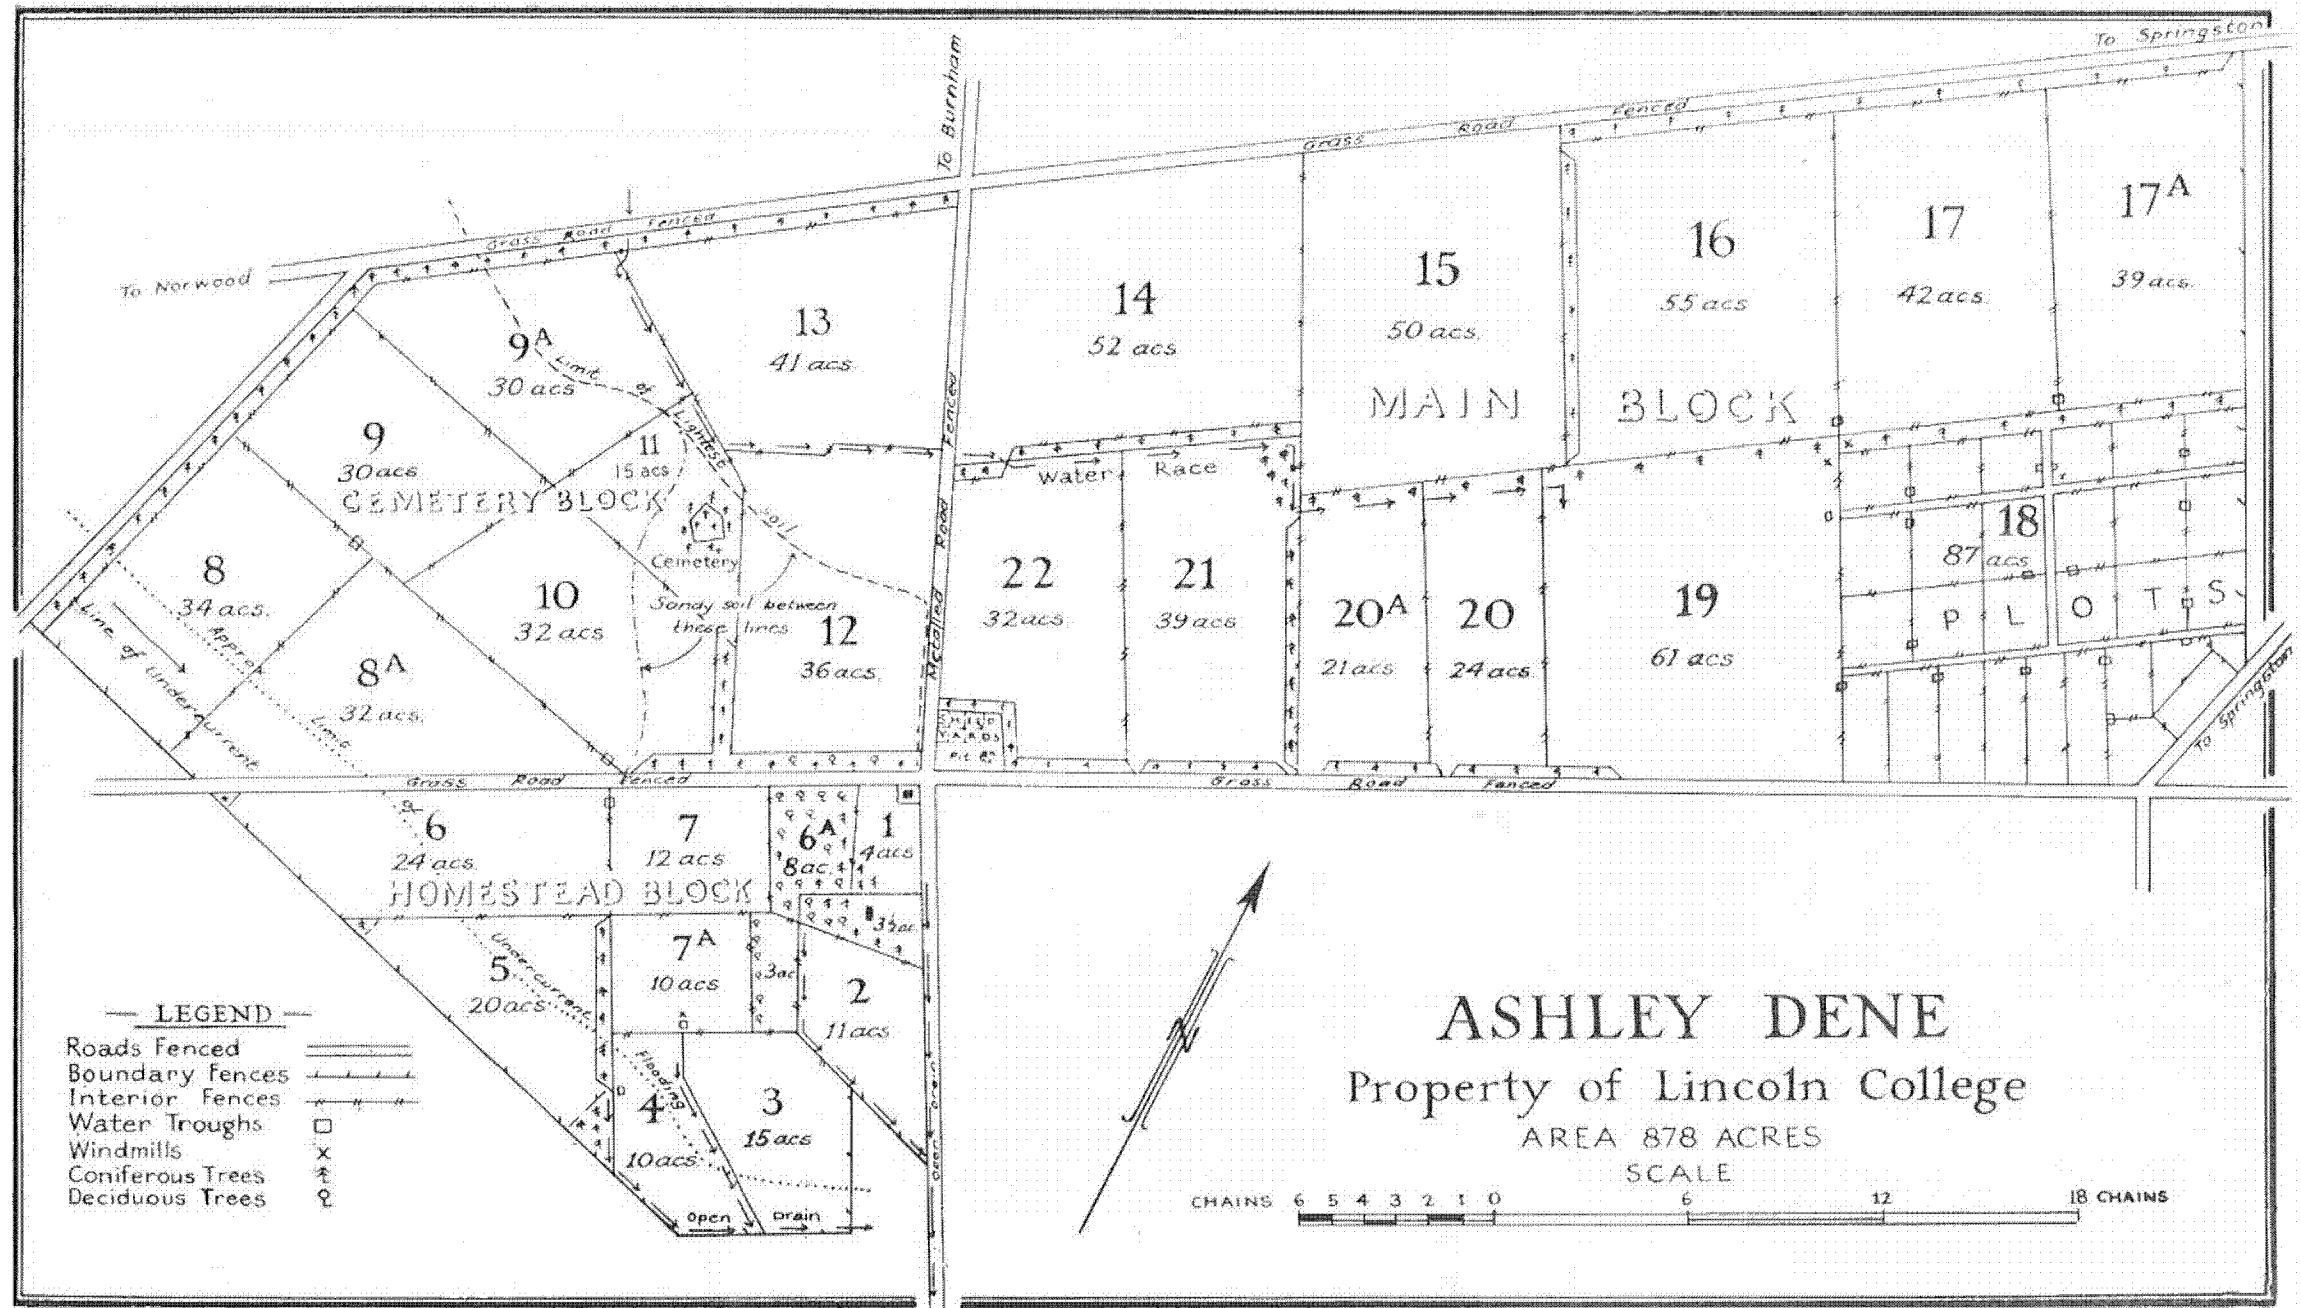 To Springston
To Burnham
Grass Road Fenced
Grass Road Fenced
To Norwood
17A
39 acs.
17
42 acs.
16
55 acs
15
50 acs.
14
52 acs
13
41 acs
9A
30 acs
Limit of Lightest Soil
MAIN BLOCK
9
30 acs
11
15 acs
CEMETERY BLOCK
Cemetery
Water Race
McCalled Road Fenced
18
87 acs
PLOTS
8
34 acs.
10
32 acs
Sandy soil between
these lines
12
36 acs.
22
32 acs
21
39 acs
20A
21 acs
20
24 acs
19
61 acs
8A
32 acs.
Line of Undercurrent
Approx Limit of Undercurrent Flooding
YARDS
To Springston
Grass Road Fenced
Grass Road Fenced
6
24 acs
7
12 acs
6A
8 ac.
1
4 acs
HOMESTEAD BLOCK
3½ ac
7A
10 acs
3 ac
5
20 acs
2
11 acs
4
10 acs
3
15 acs
open Drain
Deep Drain
LEGEND
Roads Fenced
Boundary Fences
Interior Fences
Water Troughs
Windmills
Coniferous Trees
Deciduous Trees
N
ASHLEY DENE
Property of Lincoln College
AREA 878 ACRES
SCALE
CHAINS 6 5 4 3 2 1 0 6 12 18 CHAINS